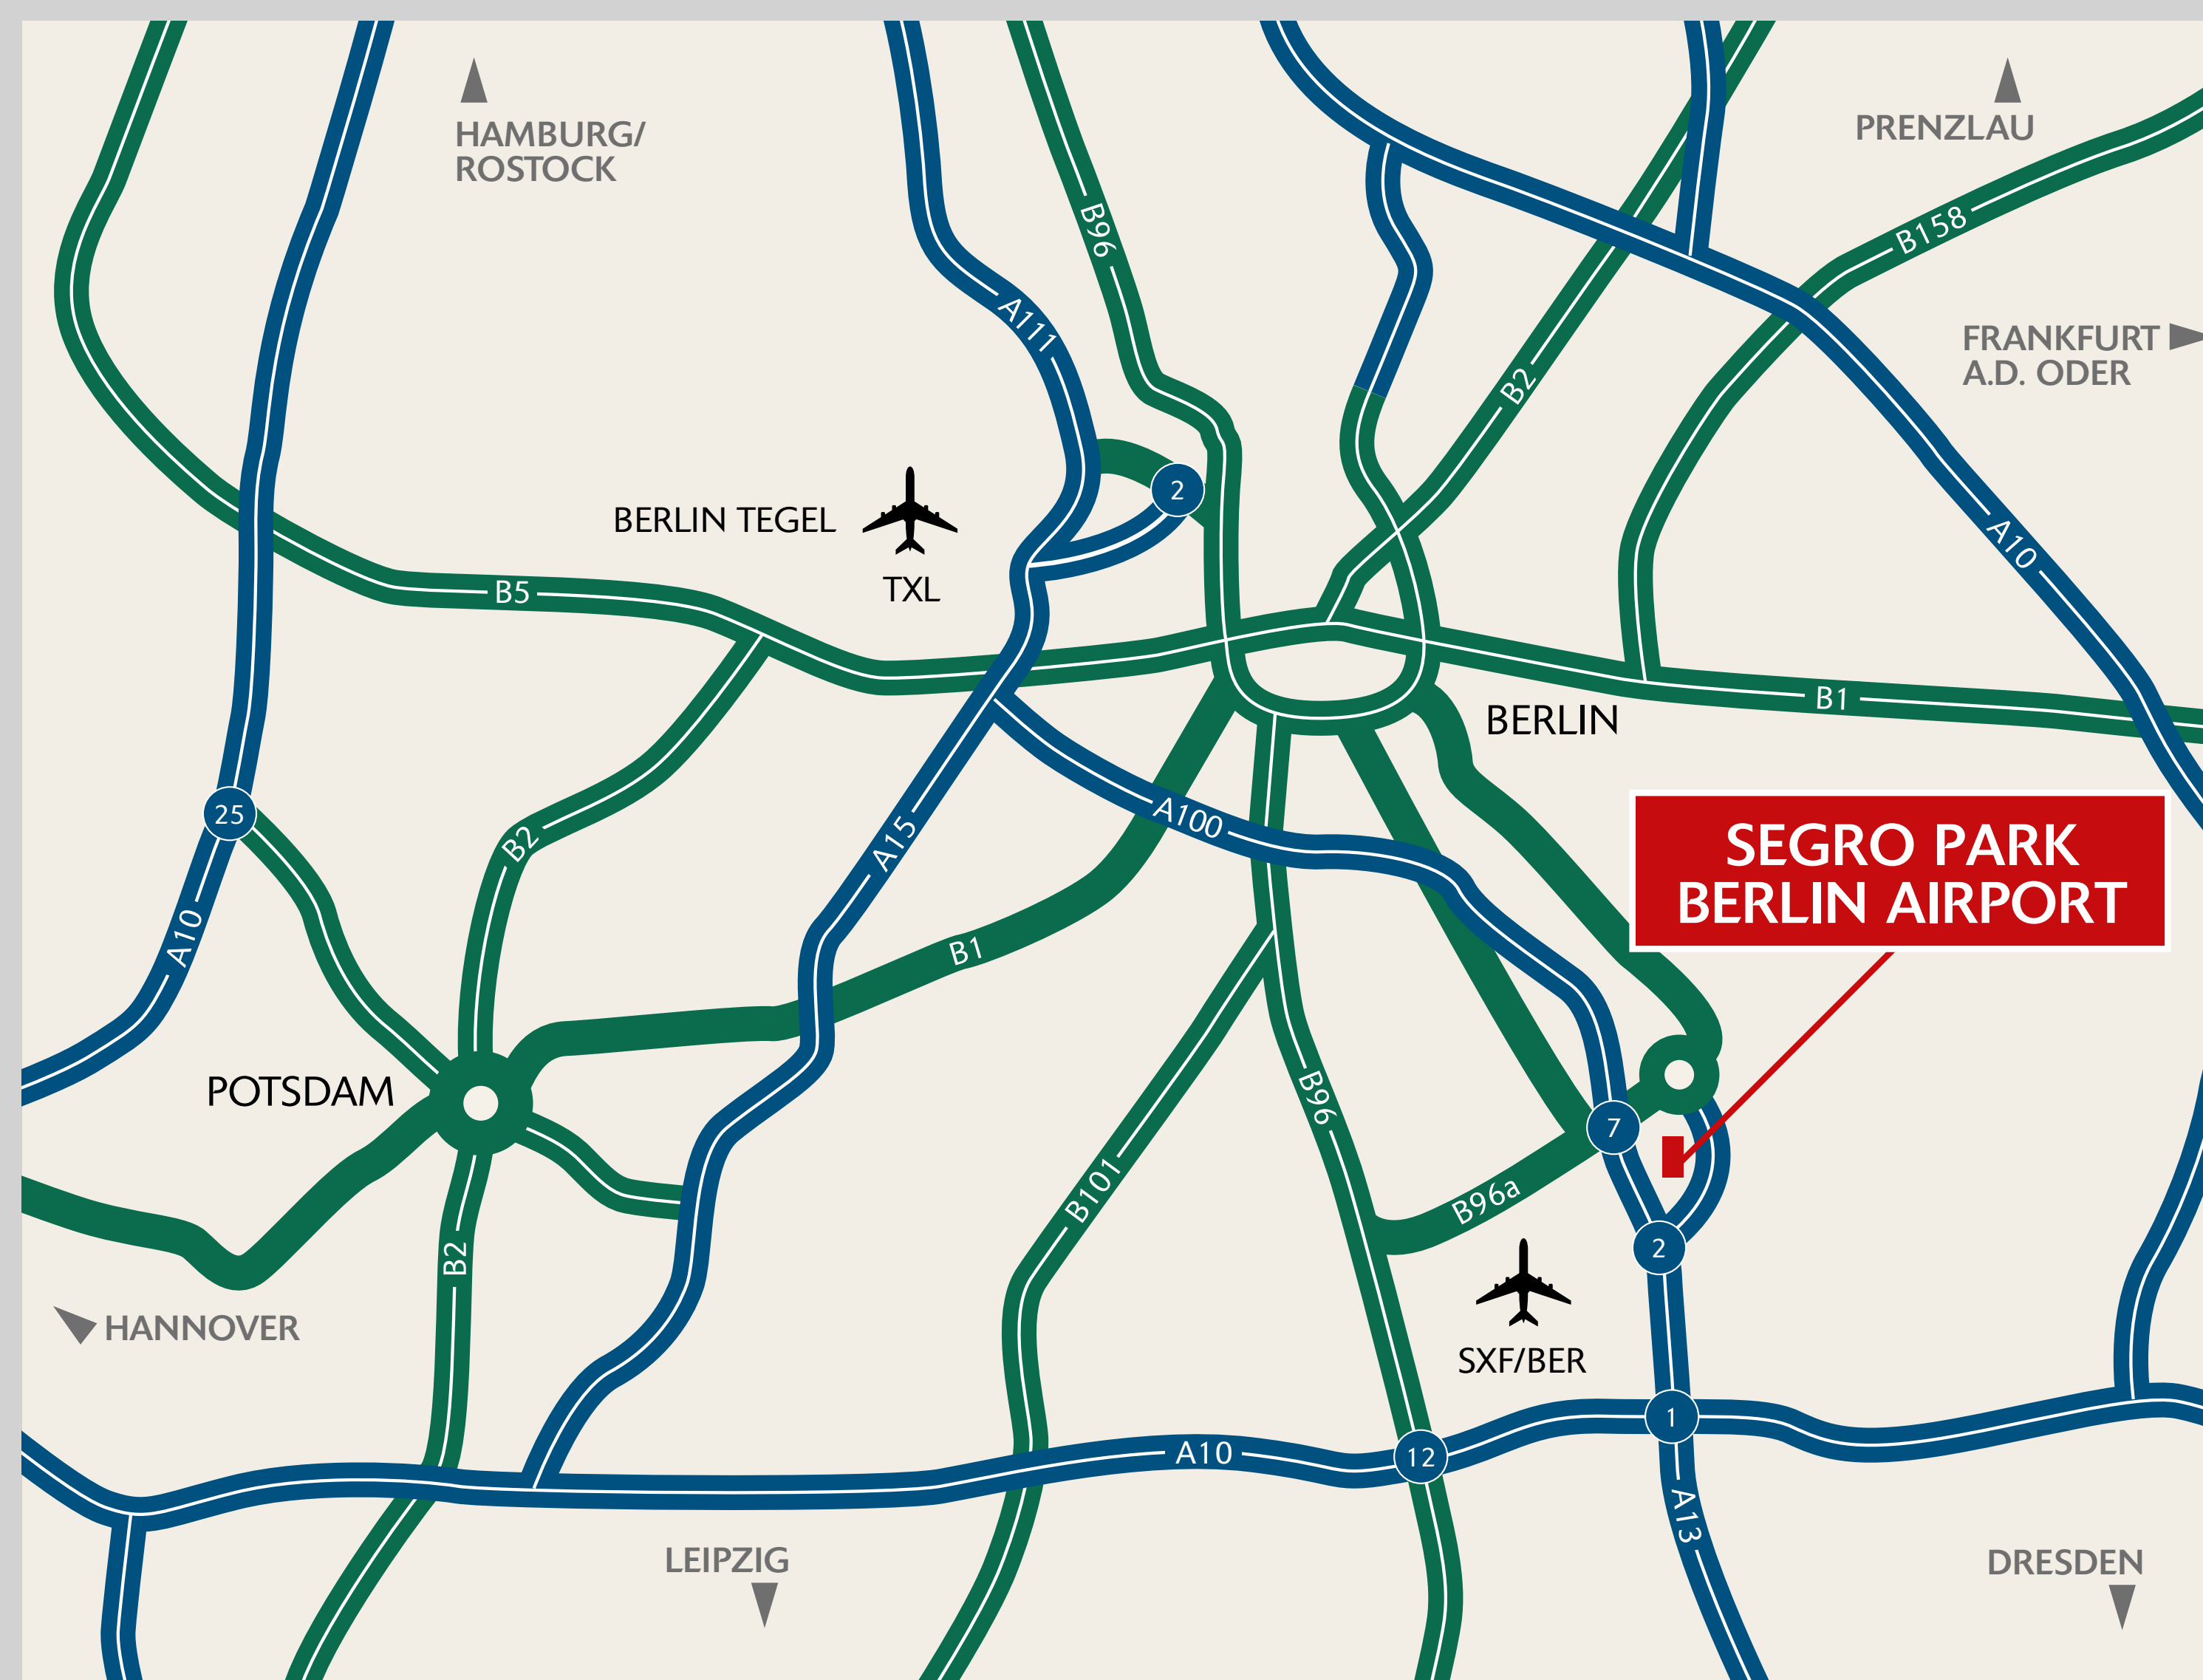 HAMBURG/
ROSTOCK
PRENZLAU
B96
B158
A111
FRANKFURT
A.D. ODER
B2
2
BERLIN TEGEL
TXL
A10
B5
B1
BERLIN
25
A100
A15
B2
SEGRO PARK
BERLIN AIRPORT
A10
B1
POTSDAM
B96
7
B101
B96a
B2
2
HANNOVER
SXF/BER
1
A10
12
A13
LEIPZIG
DRESDEN